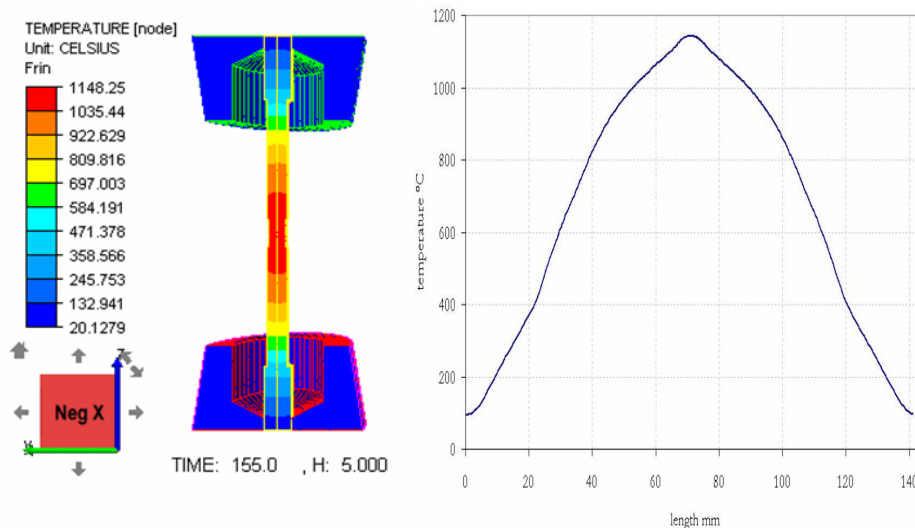 TEMPERATURE [node]
Unit: CELSIUS
Frin
1148.25
1035.44
922.629
809.816
697.003
584.191
471.378
358.566
245.753
132.941
20.1279
Z
Neg X
TIME: 155.0 , H: 5.000
1200
1000
800
600
400
200
0
temperature °C
0 20 40 60 80 100 120 140
length mm